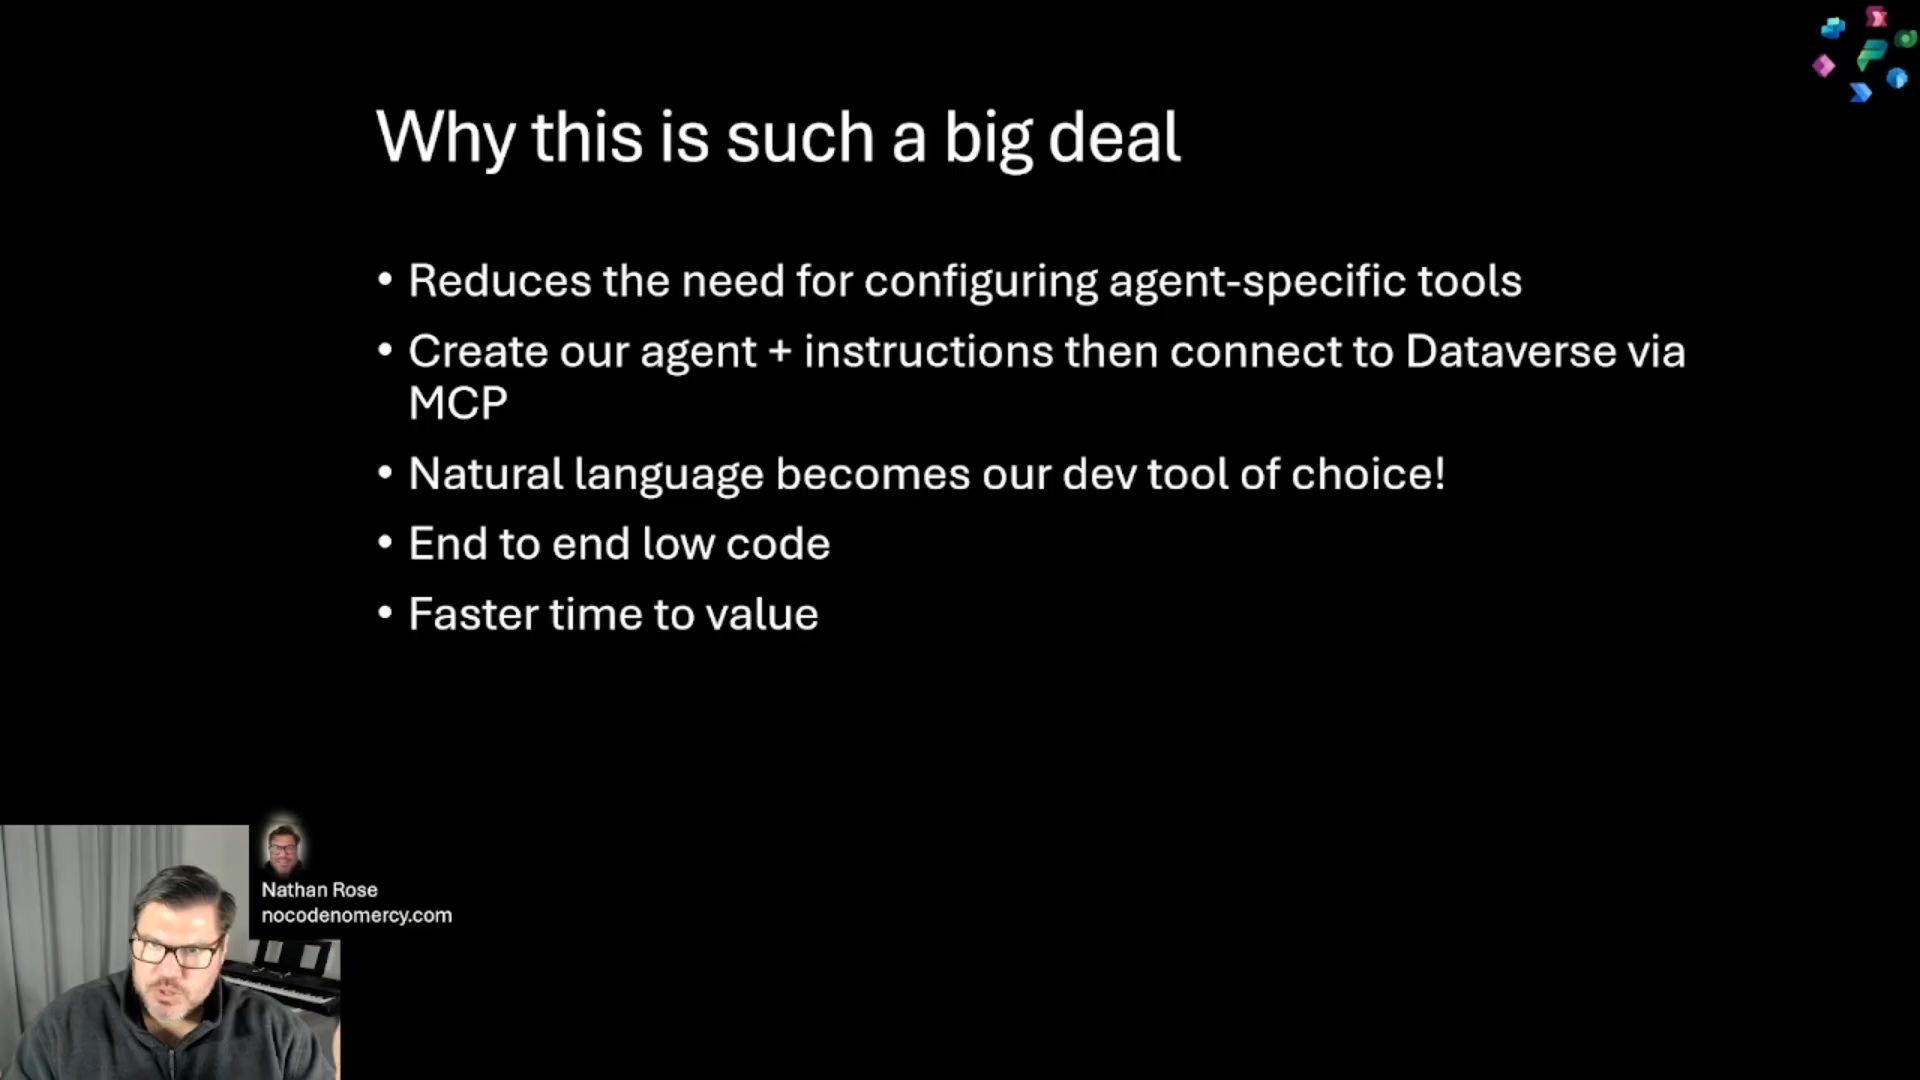 Why this is such a big deal
• Reduces the need for configuring agent-specific tools
• Create our agent + instructions then connect to Dataverse via
MCP
• Natural language becomes our dev tool of choice!
• End to end low code
• Faster time to value
Nathan Rose
nocodenomercy.com